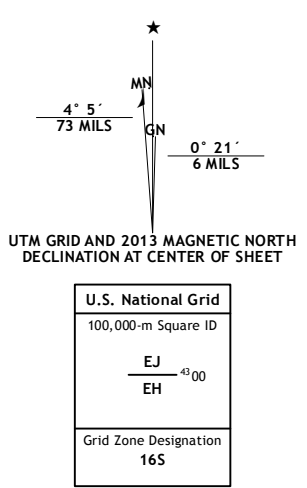 ★
MN
4° 5´
73 MILS
GN
0° 21´
6 MILS
UTM GRID AND 2013 MAGNETIC NORTH
DECLINATION AT CENTER OF SHEET
U.S. National Grid
100,000-m Square ID
EJ
4300
EH
Grid Zone Designation
16S